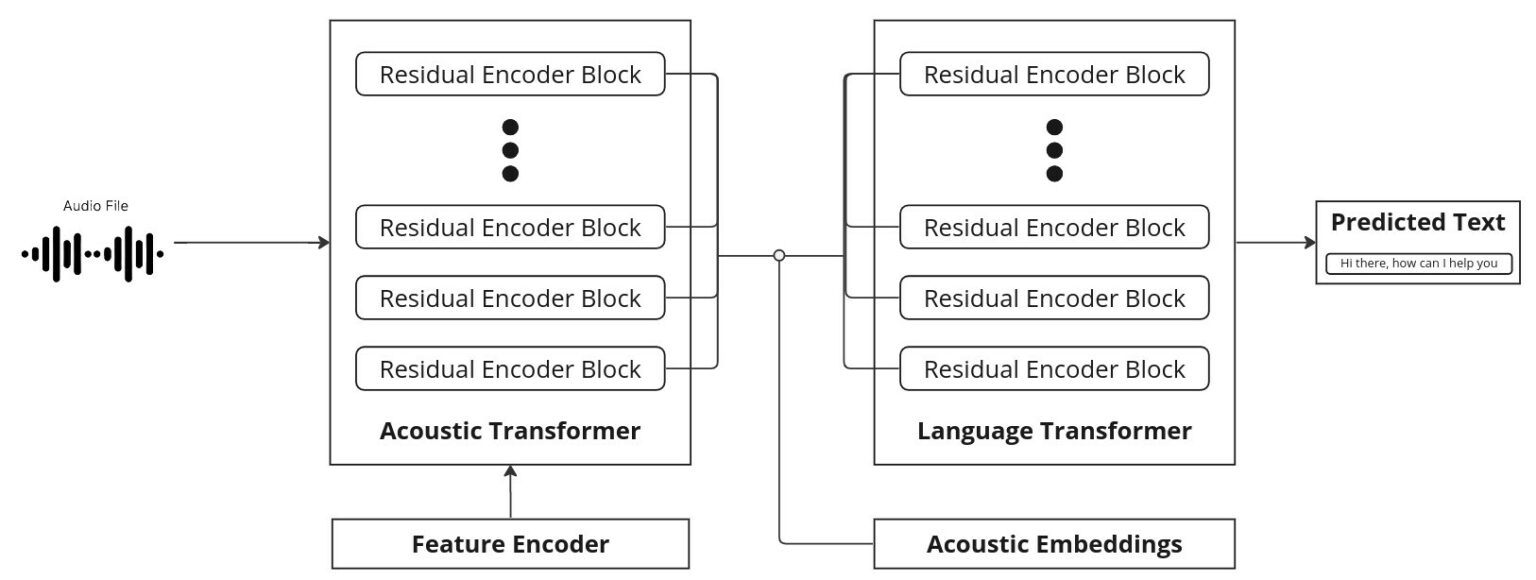 Audio File
Residual Encoder Block
Residual Encoder Block
Residual Encoder Block
Residual Encoder Block
Acoustic Transformer
Feature Encoder
Residual Encoder Block
Residual Encoder Block
Residual Encoder Block
Residual Encoder Block
Language Transformer
Acoustic Embeddings
Predicted Text
Hi there, how can I help you